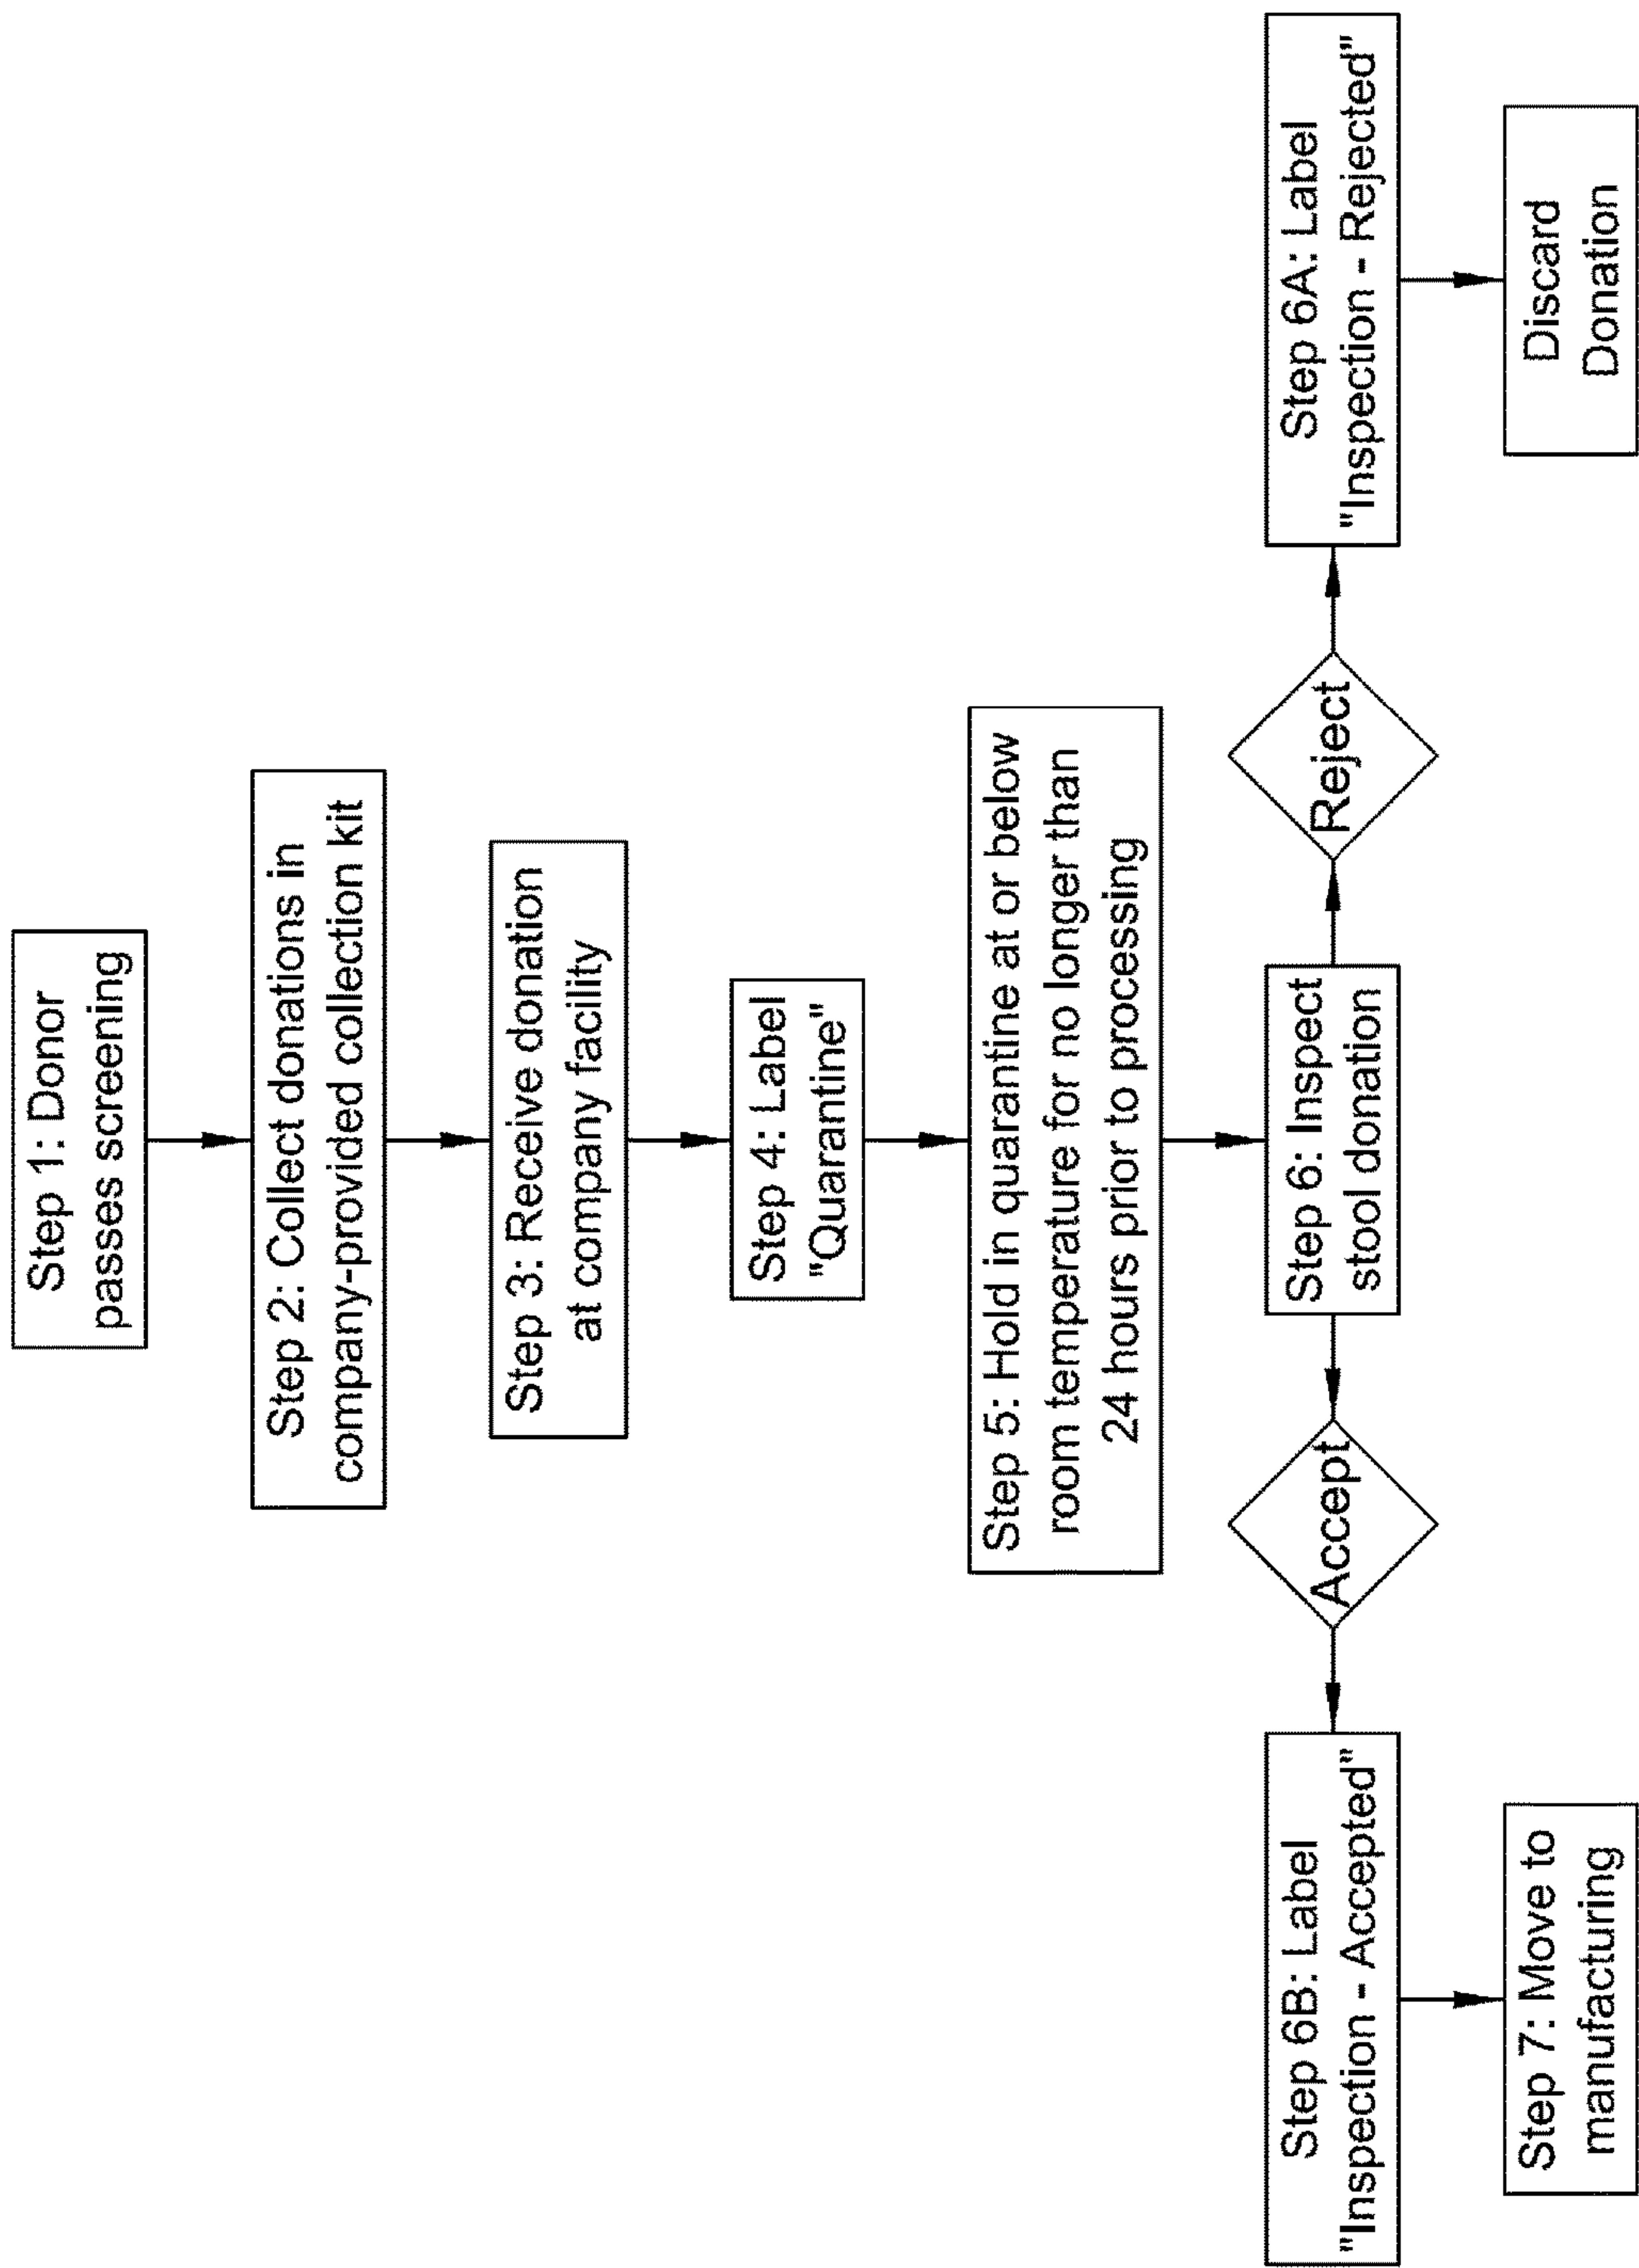 Step 1: Donor
passes screening
Step 2: Collect donations in
company-provided collection kit
Step 3: Receive donation
at company facility
Step 4: Label
"Quarantine"
Step 5: Hold in quarantine at or below
room temperature for no longer than
24 hours prior to processing
Step 6: Inspect
stool donation
Accept
Reject
Step 6B: Label
"Inspection - Accepted"
Step 6A: Label
"Inspection - Rejected"
Step 7: Move to
manufacturing
Discard
Donation